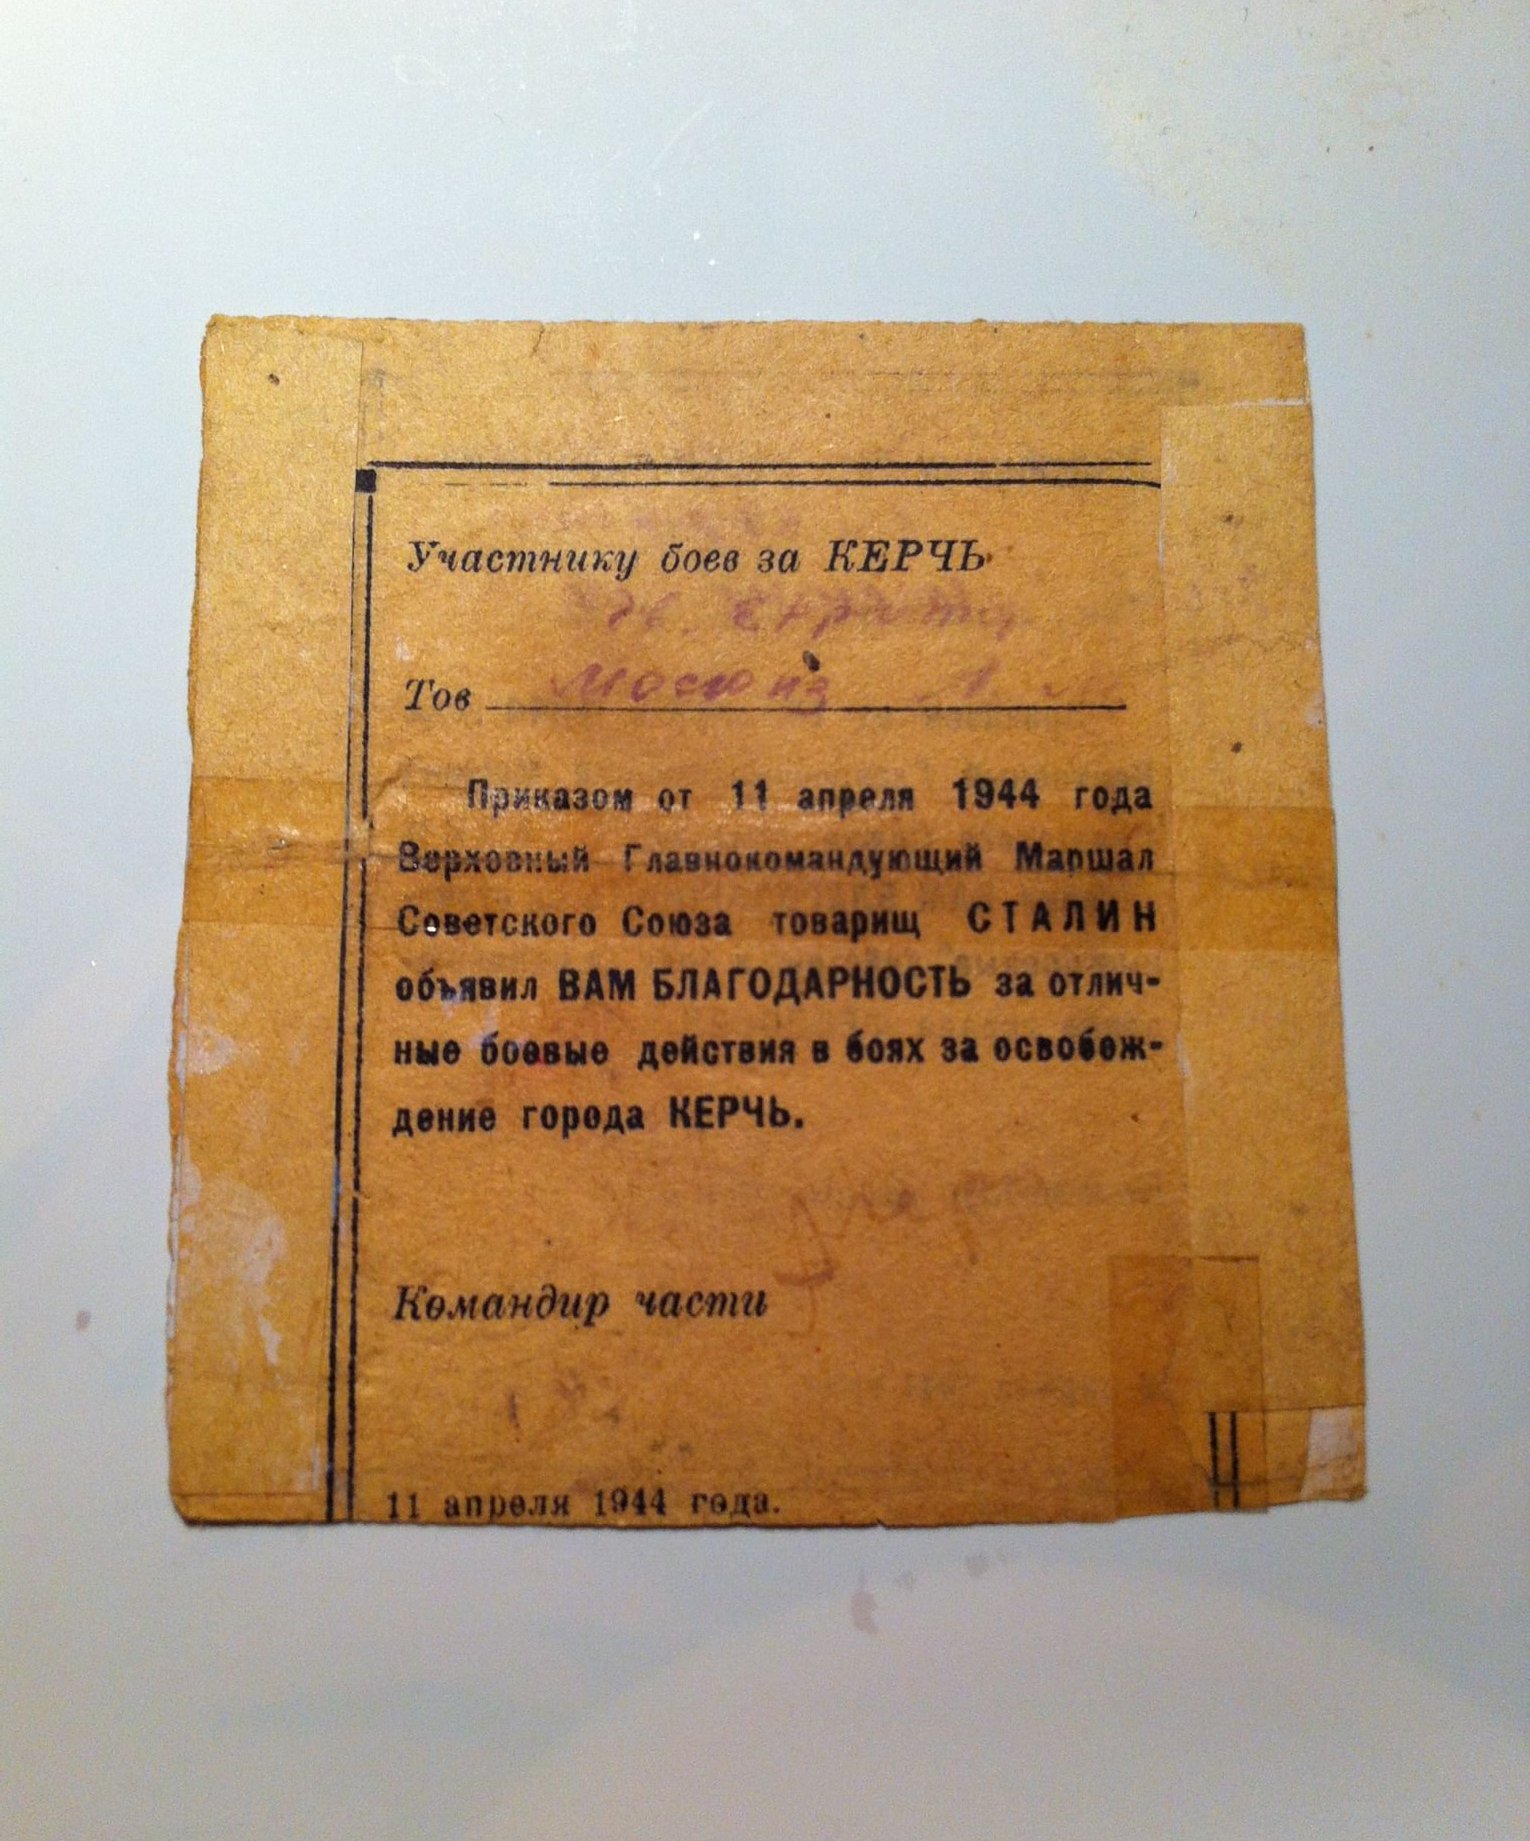 Участнику боев за КЕРЧЬ
Тов
Приказом от 11 апреля 1944 года
Верховный Главнокомандующий Маршал
Советского Союза товарищ СТАЛИН
объявил ВАМ БЛАГОДАРНОСТЬ за отлич-
ные боевые действия в боях за освобож-
дение города КЕРЧЬ.
Командир части
11 апреля 1944 года.